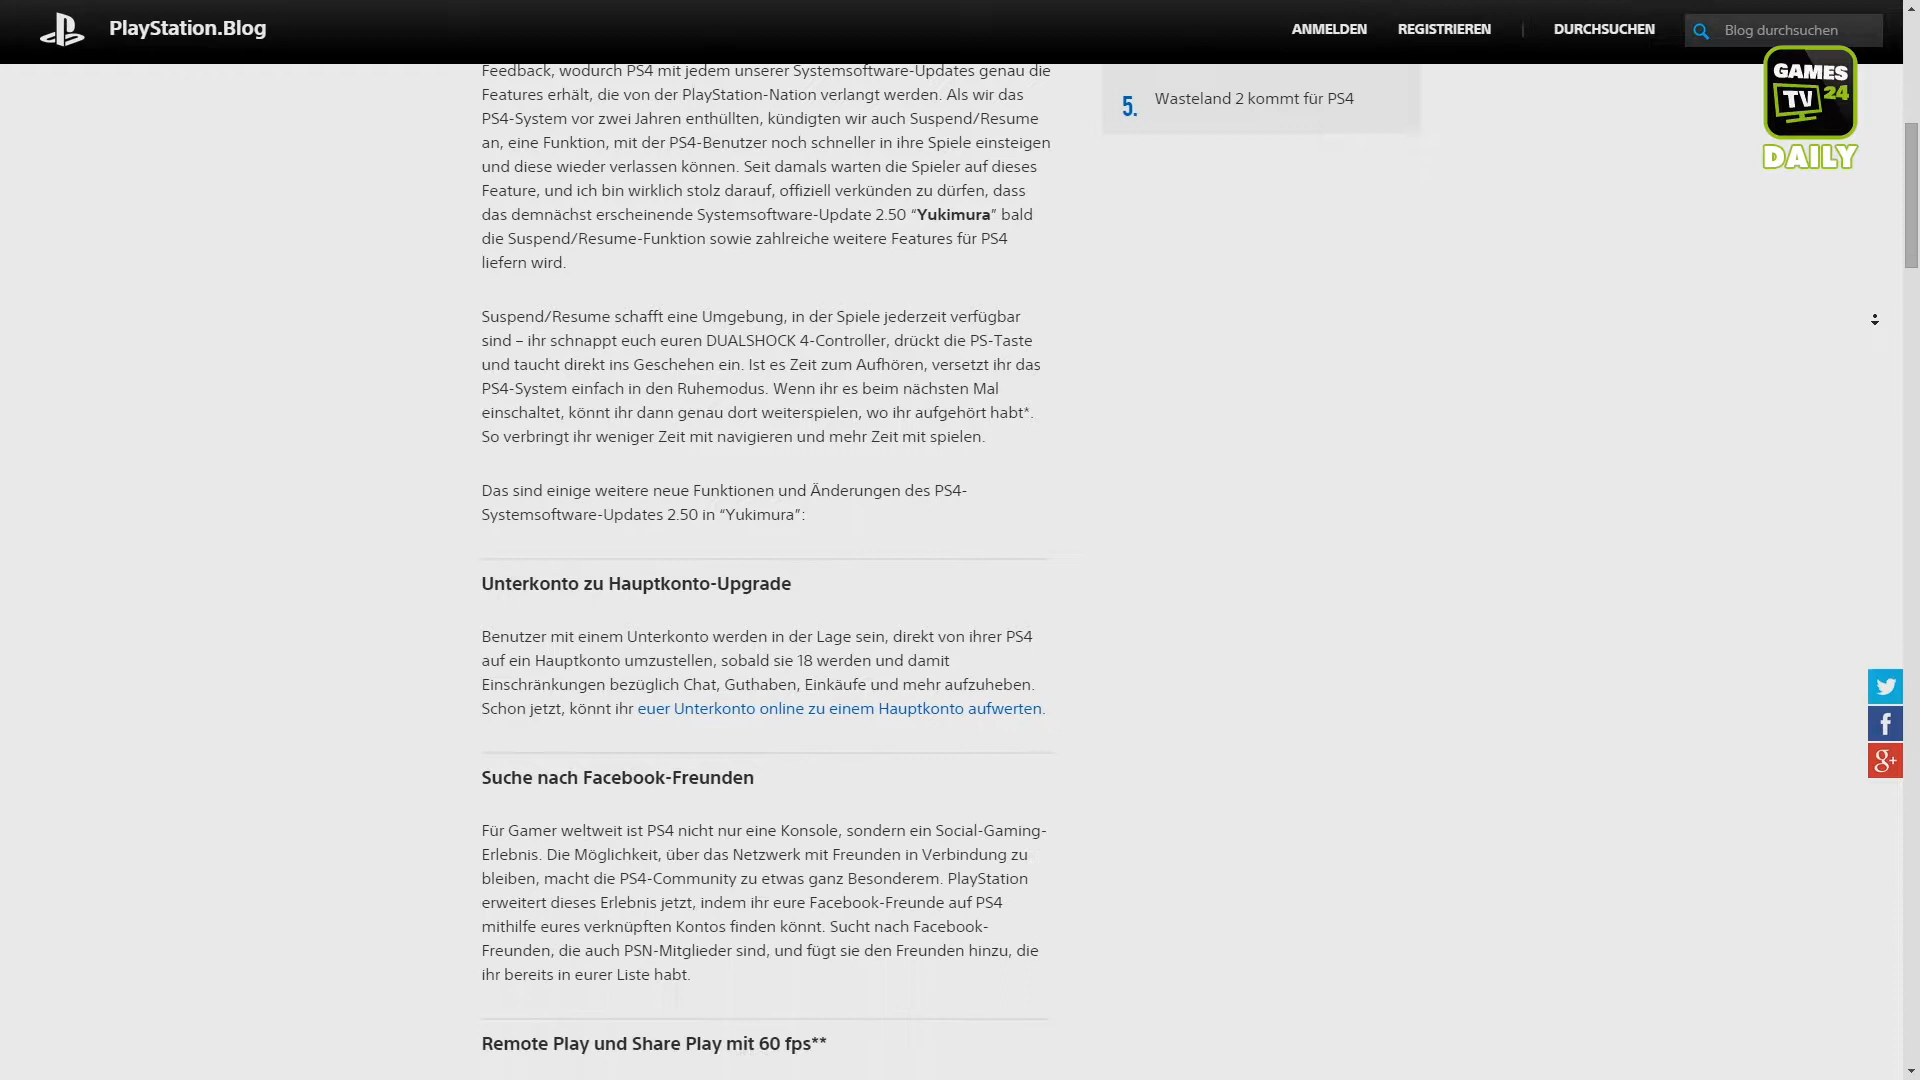 PlayStation.Blog
ANMELDEN
REGISTRIEREN
DURCHSUCHEN
Blog durchsuchen
GAMES
TV 24
DAILY
Feedback, wodurch PS4 mit jedem unserer Systemsoftware-Updates genau die
Features erhält, die von der PlayStation-Nation verlangt werden. Als wir das
PS4-System vor zwei Jahren enthüllten, kündigten wir auch Suspend/Resume
an, eine Funktion, mit der PS4-Benutzer noch schneller in ihre Spiele einsteigen
und diese wieder verlassen können. Seit damals warten die Spieler auf dieses
Feature, und ich bin wirklich stolz darauf, offiziell verkünden zu dürfen, dass
das demnächst erscheinende Systemsoftware-Update 2.50 “Yukimura” bald
die Suspend/Resume-Funktion sowie zahlreiche weitere Features für PS4
liefern wird.
Suspend/Resume schafft eine Umgebung, in der Spiele jederzeit verfügbar
sind – ihr schnappt euch euren DUALSHOCK 4-Controller, drückt die PS-Taste
und taucht direkt ins Geschehen ein. Ist es Zeit zum Aufhören, versetzt ihr das
PS4-System einfach in den Ruhemodus. Wenn ihr es beim nächsten Mal
einschaltet, könnt ihr dann genau dort weiterspielen, wo ihr aufgehört habt*.
So verbringt ihr weniger Zeit mit navigieren und mehr Zeit mit spielen.
Das sind einige weitere neue Funktionen und Änderungen des PS4-
Systemsoftware-Updates 2.50 in “Yukimura”:
Unterkonto zu Hauptkonto-Upgrade
Benutzer mit einem Unterkonto werden in der Lage sein, direkt von ihrer PS4
auf ein Hauptkonto umzustellen, sobald sie 18 werden und damit
Einschränkungen bezüglich Chat, Guthaben, Einkäufe und mehr aufzuheben.
Schon jetzt, könnt ihr euer Unterkonto online zu einem Hauptkonto aufwerten.
Suche nach Facebook-Freunden
Für Gamer weltweit ist PS4 nicht nur eine Konsole, sondern ein Social-Gaming-
Erlebnis. Die Möglichkeit, über das Netzwerk mit Freunden in Verbindung zu
bleiben, macht die PS4-Community zu etwas ganz Besonderem. PlayStation
erweitert dieses Erlebnis jetzt, indem ihr eure Facebook-Freunde auf PS4
mithilfe eures verknüpften Kontos finden könnt. Sucht nach Facebook-
Freunden, die auch PSN-Mitglieder sind, und fügt sie den Freunden hinzu, die
ihr bereits in eurer Liste habt.
Remote Play und Share Play mit 60 fps**
5. Wasteland 2 kommt für PS4
f
g+